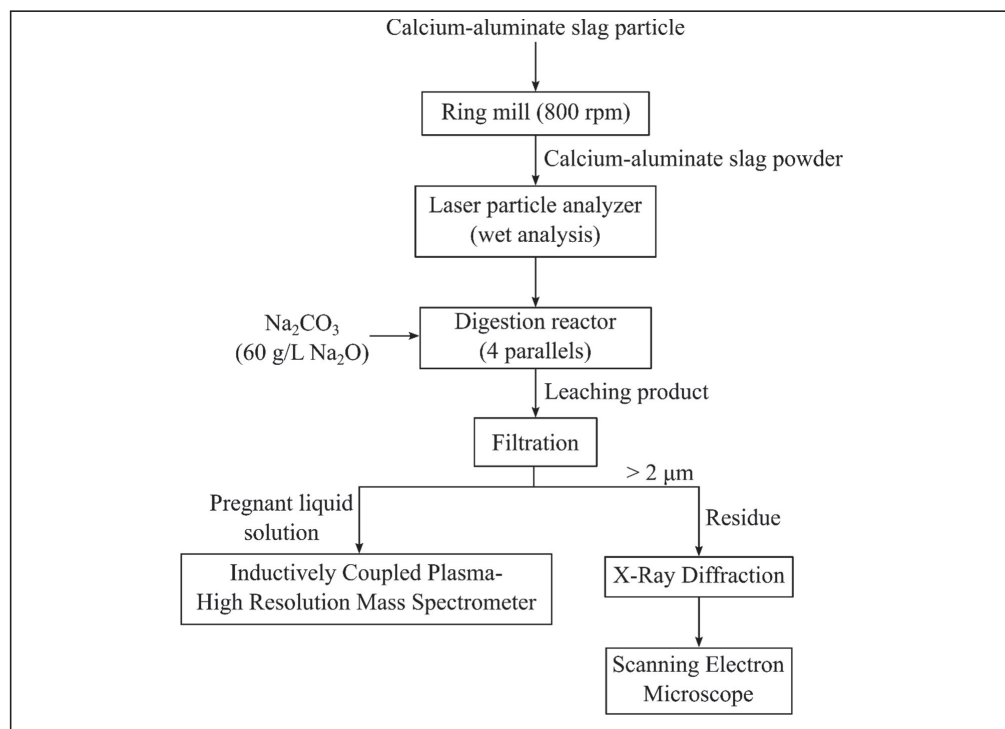 Calcium-aluminate slag particle
Ring mill (800 rpm)
Calcium-aluminate slag powder
Laser particle analyzer
(wet analysis)
Na₂CO₃
(60 g/L Na₂O)
Digestion reactor
(4 parallels)
Leaching product
Filtration
> 2 μm
Pregnant liquid
solution
Residue
Inductively Coupled Plasma-
High Resolution Mass Spectrometer
X-Ray Diffraction
Scanning Electron
Microscope